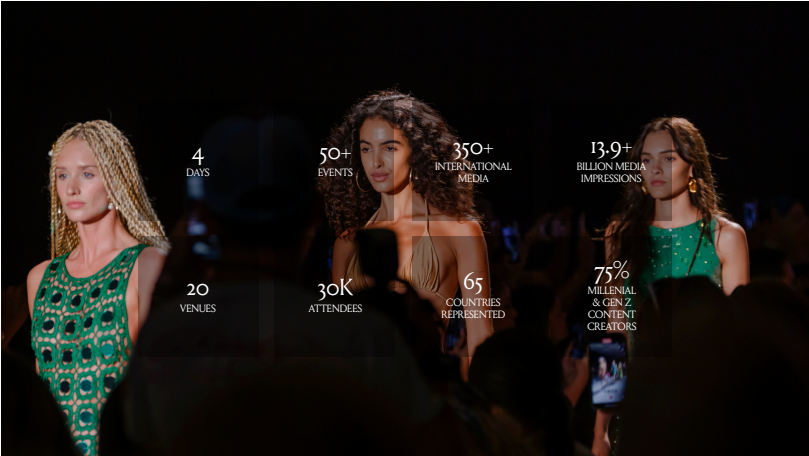 4
DAYS
50+
EVENTS
350+
INTERNATIONAL
MEDIA
13.9+
BILLION MEDIA
IMPRESSIONS
20
VENUES
30K
ATTENDEES
65
COUNTRIES
REPRESENTED
75%
MILLENIAL
& GEN Z
CONTENT
CREATORS